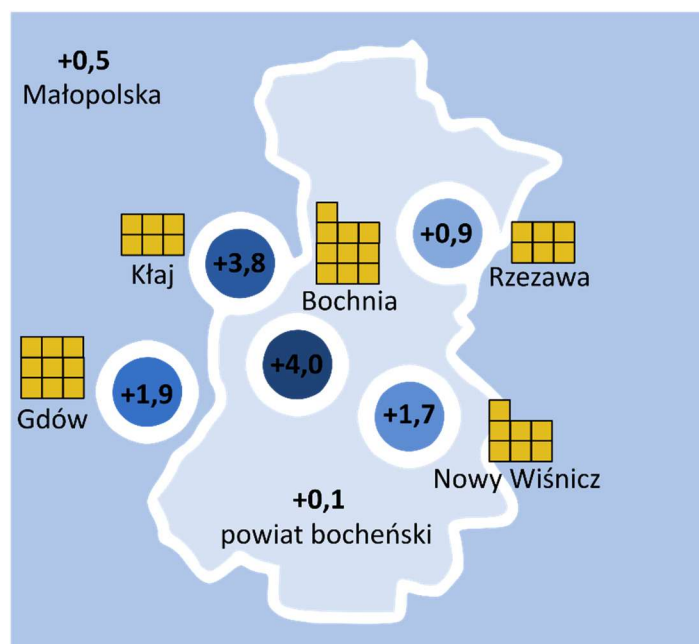 +0,5
Małopolska
Kłaj
+3,8
Bochnia
+0,9
Rzezawa
Gdów
+1,9
+4,0
+1,7
Nowy Wiśnicz
+0,1
powiat bocheński